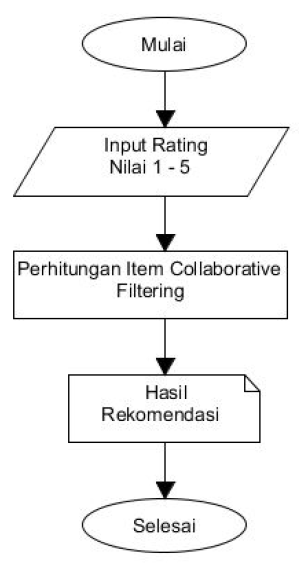 Mulai
Input Rating
Nilai 1 - 5
Perhitungan Item Collaborative
Filtering
Hasil
Rekomendasi
Selesai